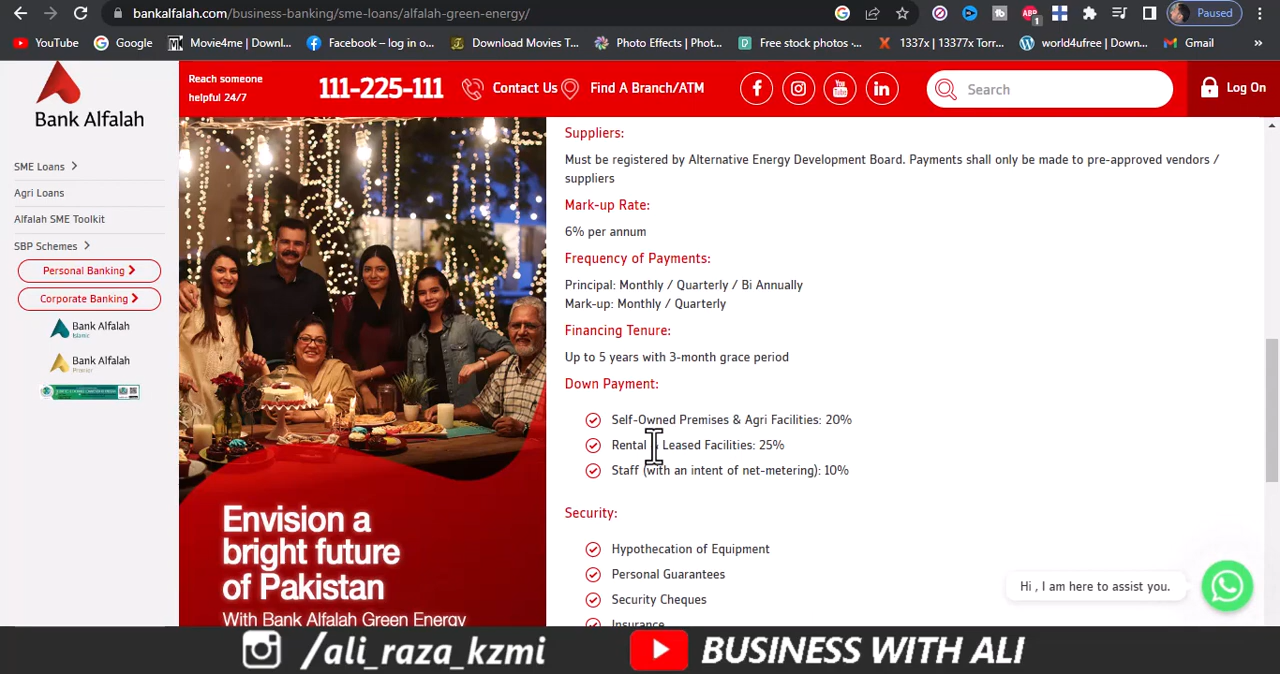 bankalfalah.com/business-banking/sme-loans/alfalah-green-energy/
Paused
YouTube
Google
Movie4me | Downl...
Facebook – log in o...
Download Movies T...
Photo Effects | Phot...
Free stock photos -...
1337x | 13377x Torr...
world4ufree | Down...
Gmail
»
Bank Alfalah
Reach someone
helpful 24/7
111-225-111
Contact Us
Find A Branch/ATM
Search
Log On
SME Loans
Agri Loans
Alfalah SME Toolkit
SBP Schemes
Personal Banking
Corporate Banking
Bank Alfalah
Islamic
Bank Alfalah
Premier
Envision a
bright future
of Pakistan
With Bank Alfalah Green Energy
Suppliers:
Must be registered by Alternative Energy Development Board. Payments shall only be made to pre-approved vendors /
suppliers
Mark-up Rate:
6% per annum
Frequency of Payments:
Principal: Monthly / Quarterly / Bi Annually
Mark-up: Monthly / Quarterly
Financing Tenure:
Up to 5 years with 3-month grace period
Down Payment:
Self-Owned Premises & Agri Facilities: 20%
Rental & Leased Facilities: 25%
Staff (with an intent of net-metering): 10%
Security:
Hypothecation of Equipment
Personal Guarantees
Security Cheques
Insurance
Hi , I am here to assist you.
/ali_raza_kzmi
BUSINESS WITH ALI